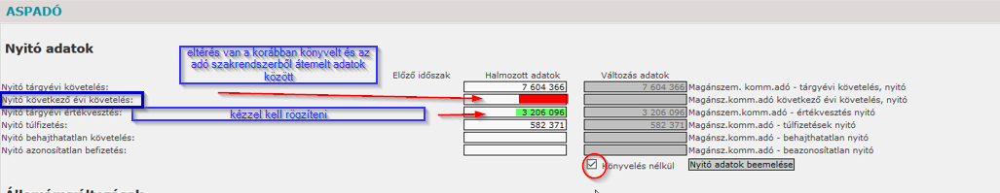 ASPADÓ
Nyitó adatok
eltérés van a korábban könyvelt és az
adó szakrendszerből átemelt adatok
között
Előző időszak Halmozott adatok Változás adatok
Nyitó tárgyévi követelés: 7 604 366 7 604 366 Magánszem. komm.adó - tárgyévi követelés, nyitó
Nyitó következő évi követelés: Magánsz.komm.adó következő évi követelés, nyitó
Nyitó tárgyévi értékvesztés: kézzel kell rögzíteni 3 206 096 3 206 096 Magánszem.komm.adó - értékvesztés nyitó
Nyitó túlfizetés: 582 371 582 371 Magánsz.komm.adó - túlfizetések nyitó
Nyitó behajthatatlan követelés: Magánsz.komm.adó - behajthatatlan nyitó
Nyitó azonosítatlan befizetés: Magánsz.komm.adó - beazonosítatlan nyitó
Könyvelés nélkül Nyitó adatok beemelése